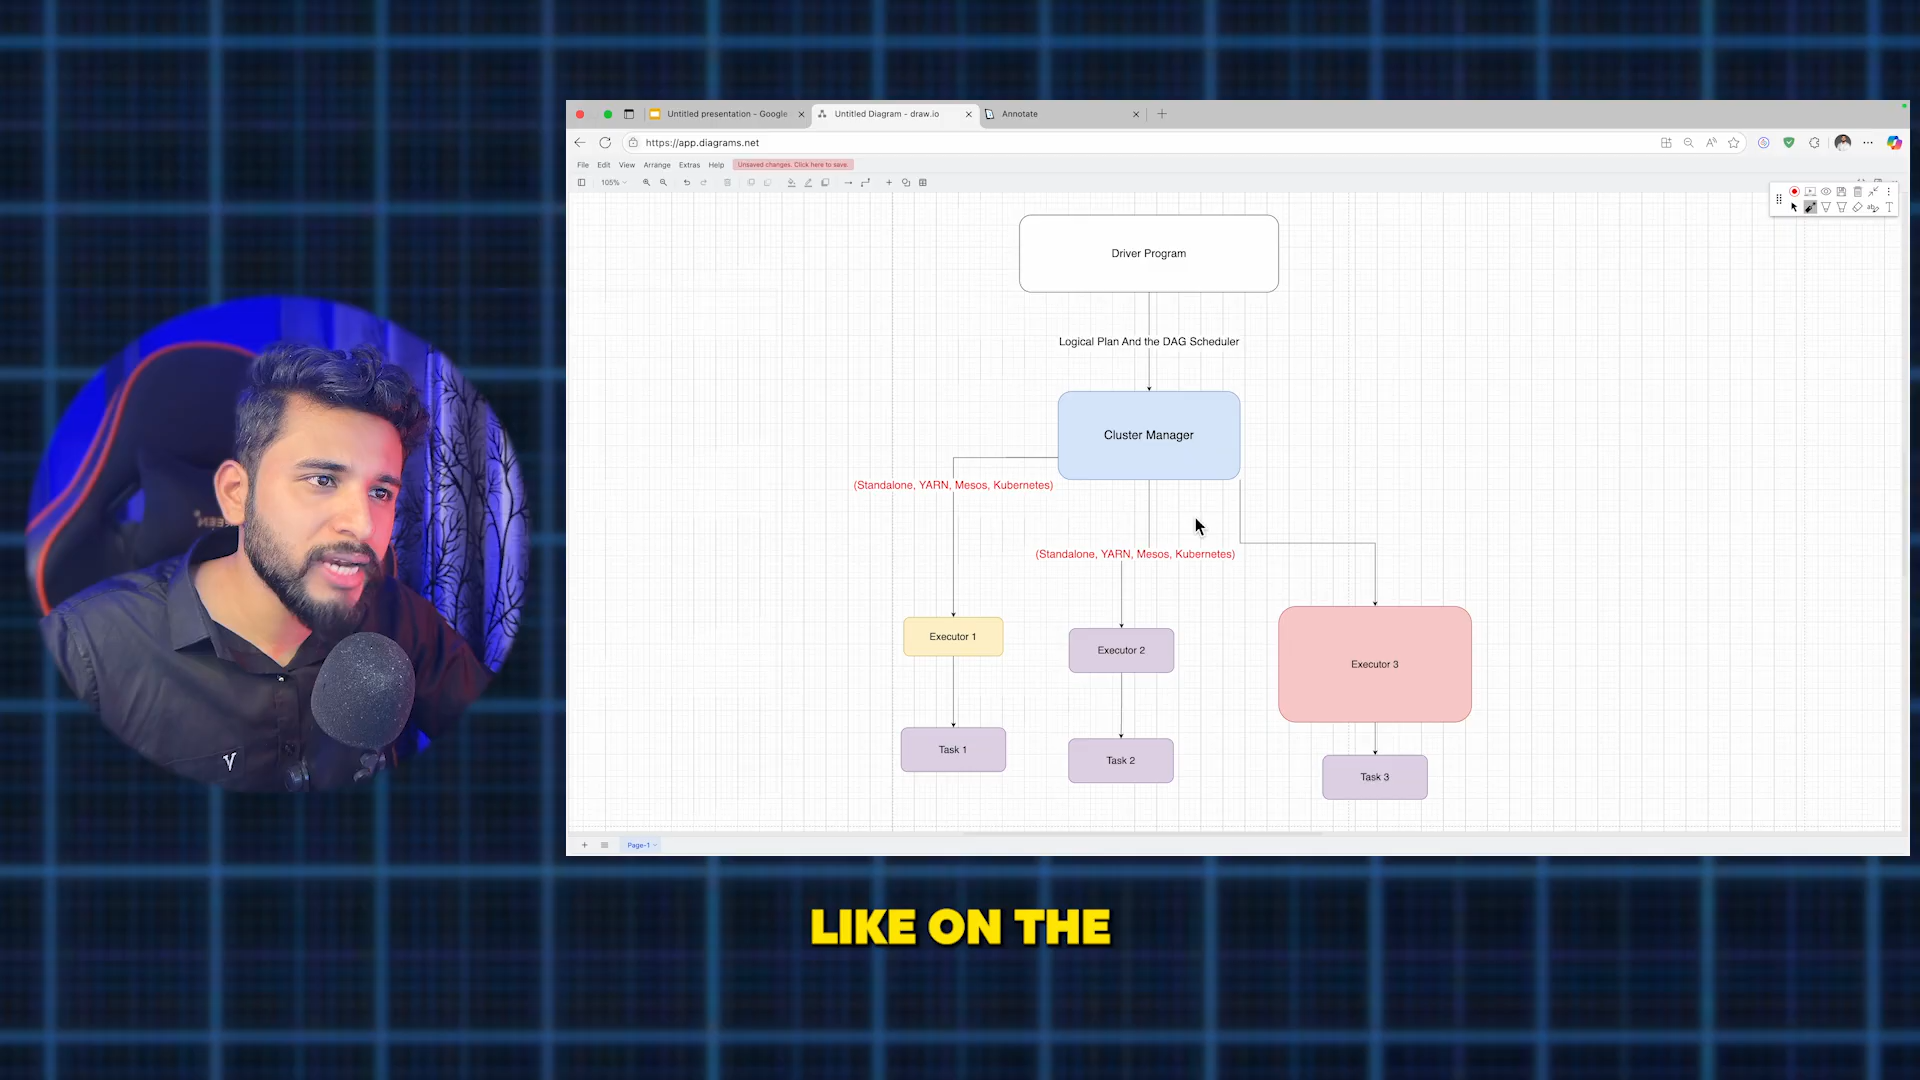 Untitled presentation - Google
Untitled Diagram - draw.io
Annotate
https://app.diagrams.net
File Edit View Arrange Extras Help Unsaved changes. Click here to save.
105%
Driver Program
Logical Plan And the DAG Scheduler
Cluster Manager
(Standalone, YARN, Mesos, Kubernetes)
(Standalone, YARN, Mesos, Kubernetes)
Executor 1
Executor 2
Executor 3
Task 1
Task 2
Task 3
Page-1
LIKE ON THE